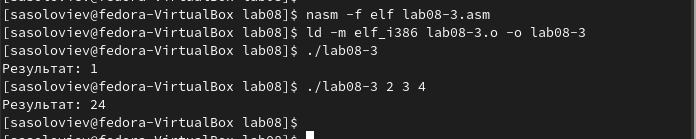 [sasoloviev@fedora-VirtualBox lab08]$ nasm -f elf lab08-3.asm
[sasoloviev@fedora-VirtualBox lab08]$ ld -m elf_i386 lab08-3.o -o lab08-3
[sasoloviev@fedora-VirtualBox lab08]$ ./lab08-3
Результат: 1
[sasoloviev@fedora-VirtualBox lab08]$ ./lab08-3 2 3 4
Результат: 24
[sasoloviev@fedora-VirtualBox lab08]$